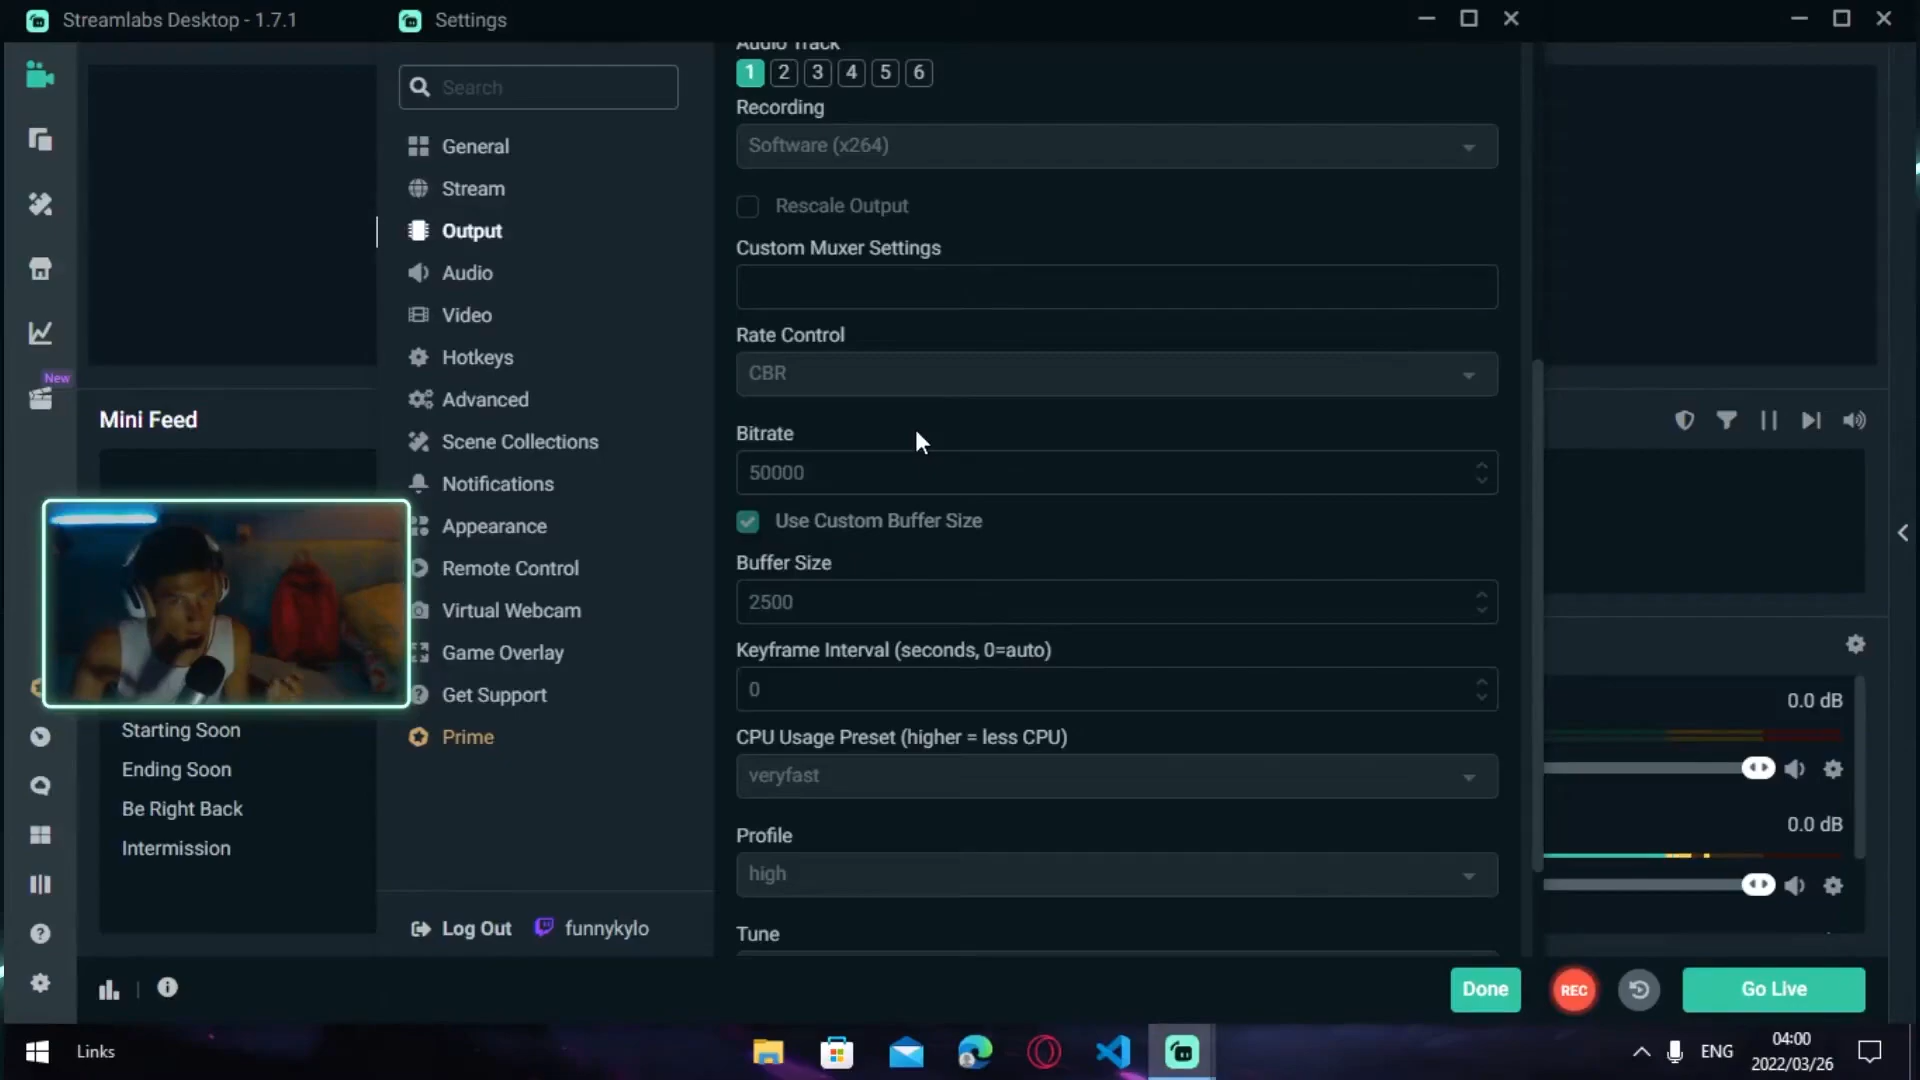 Streamlabs Desktop - 1.7.1
Settings
Search
General
Stream
Output
Audio
Video
Hotkeys
Advanced
Scene Collections
Notifications
Appearance
Remote Control
Virtual Webcam
Game Overlay
Get Support
Prime
Log Out
funnykylo
Audio Track
1 2 3 4 5 6
Recording
Software (x264)
Rescale Output
Custom Muxer Settings
Rate Control
CBR
Bitrate
50000
Use Custom Buffer Size
Buffer Size
2500
Keyframe Interval (seconds, 0=auto)
0
CPU Usage Preset (higher = less CPU)
veryfast
Profile
high
Tune
Done
New
Mini Feed
Starting Soon
Ending Soon
Be Right Back
Intermission
0.0 dB
0.0 dB
REC
Go Live
Links
ENG
04:00
2022/03/26